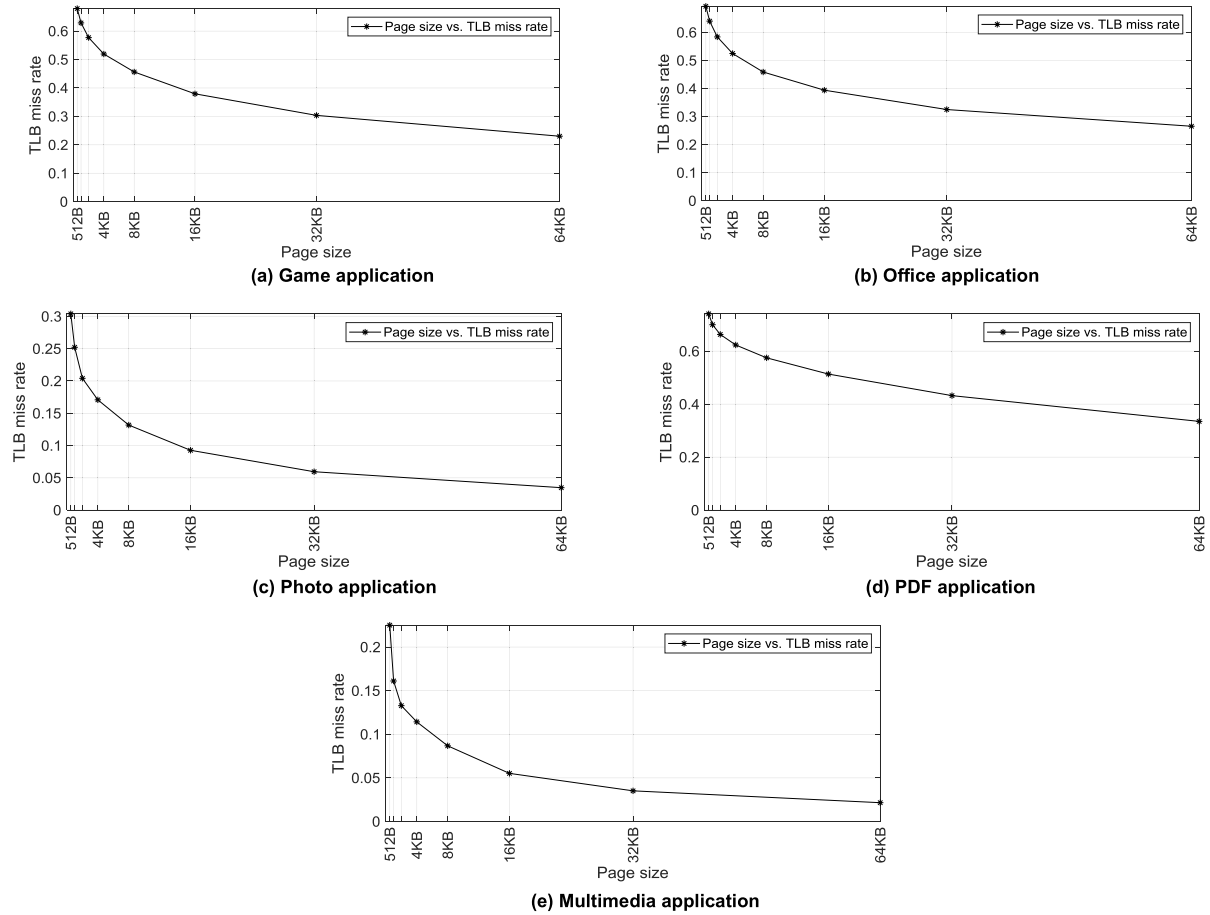 Page size vs. TLB miss rate
TLB miss rate
0.6
0.5
0.4
0.3
0.2
0.1
0
512B
4KB
8KB
16KB
32KB
64KB
Page size
(a) Game application
Page size vs. TLB miss rate
TLB miss rate
0.6
0.5
0.4
0.3
0.2
0.1
0
512B
4KB
8KB
16KB
32KB
64KB
Page size
(b) Office application
Page size vs. TLB miss rate
TLB miss rate
0.3
0.25
0.2
0.15
0.1
0.05
0
512B
4KB
8KB
16KB
32KB
64KB
Page size
(c) Photo application
Page size vs. TLB miss rate
TLB miss rate
0.6
0.4
0.2
0
512B
4KB
8KB
16KB
32KB
64KB
Page size
(d) PDF application
Page size vs. TLB miss rate
TLB miss rate
0.2
0.15
0.1
0.05
0
512B
4KB
8KB
16KB
32KB
64KB
Page size
(e) Multimedia application